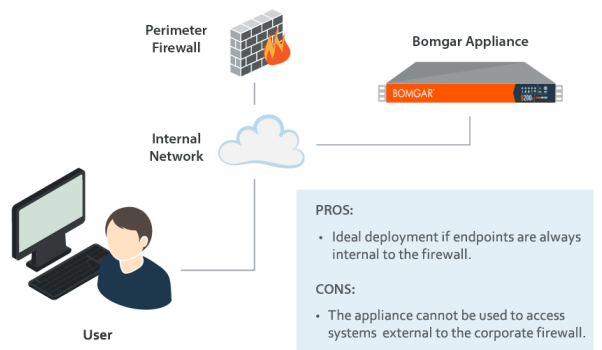 Perimeter
Firewall
Bomgar Appliance
BOMGAR
Internal
Network
User
PROS:
• Ideal deployment if endpoints are always
internal to the firewall.
CONS:
• The appliance cannot be used to access
systems external to the corporate firewall.